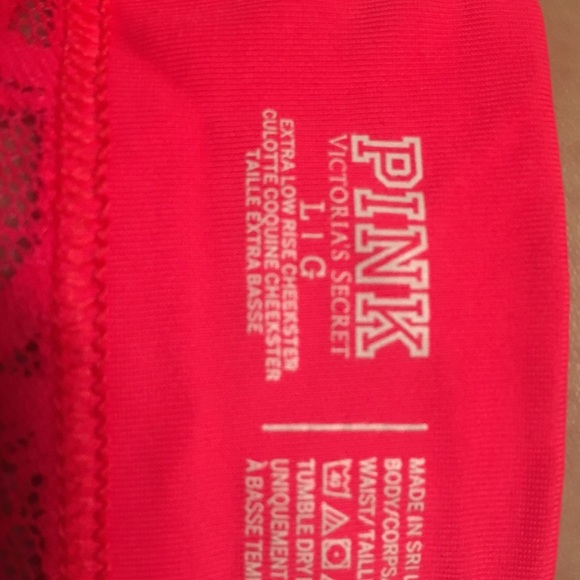 PINK
VICTORIA'S SECRET
L | G
EXTRA LOW RISE CHEEKSTER
CULOTTE COQUINE CHEEKSTER
TAILLE EXTRA BASSE
MADE IN SRI
BODY/CORPS
WAIST/TAILL
40
TUMBLE DRY
UNIQUEMENT
À BASSE TEM